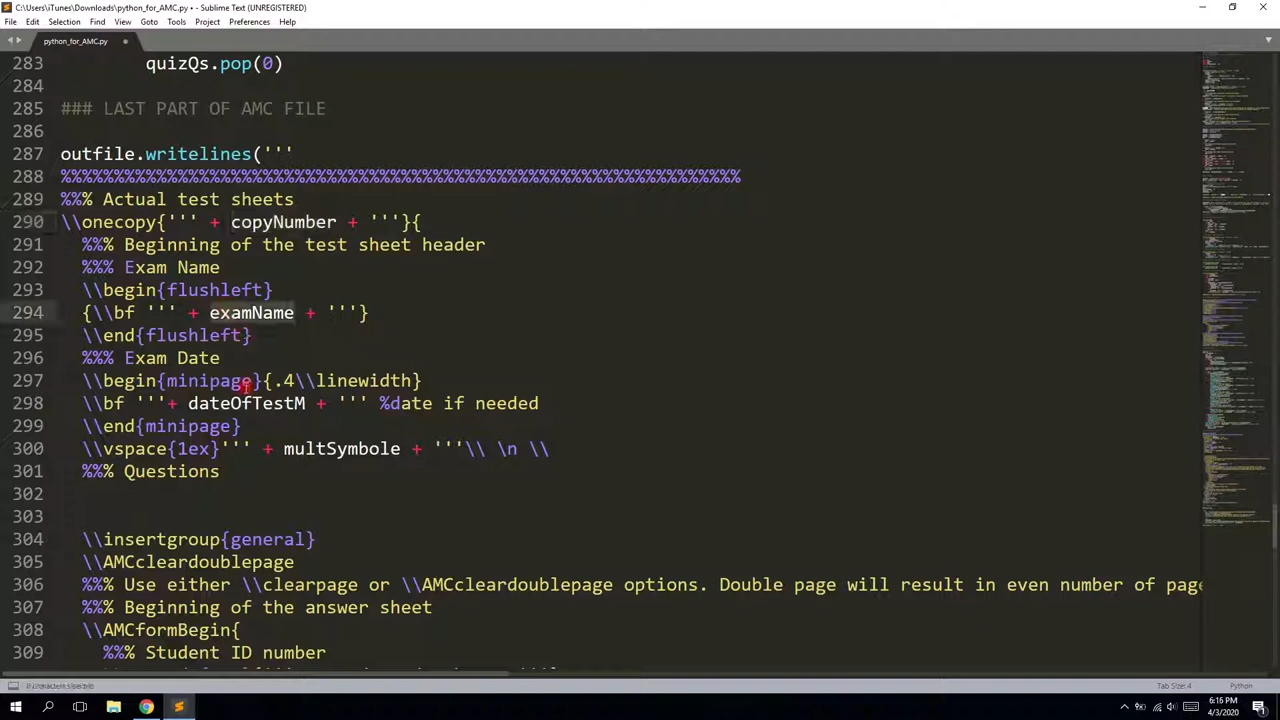 C:\Users\iTunes\Downloads\python_for_AMC.py • - Sublime Text (UNREGISTERED)
File Edit Selection Find View Goto Tools Project Preferences Help
python_for_AMC.py
283 quizQs.pop(0)
284
285 ### LAST PART OF AMC FILE
286
287 outfile.writelines('''
288 %%%%%%%%%%%%%%%%%%%%%%%%%%%%%%%%%%%%%%%%%%%%%%%%%%%%%%%%%%%%%%%%
289 %%% Actual test sheets
290 \\onecopy{''' + copyNumber + '''}{
291 %%% Beginning of the test sheet header
292 %%% Exam Name
293 \\begin{flushleft}
294 {\\bf ''' + examName + '''}
295 \\end{flushleft}
296 %%% Exam Date
297 \\begin{minipage}{.4\\linewidth}
298 \\bf '''+ dateOfTestM + ''' %date if needed
299 \\end{minipage}
300 \\vspace{1ex}''' + multSymbole + '''\\ \n \\
301 %%% Questions
302
303
304 \\insertgroup{general}
305 \\AMCcleardoublepage
306 %%% Use either \\clearpage or \\AMCcleardoublepage options. Double page will result in even number of page
307 %%% Beginning of the answer sheet
308 \\AMCformBegin{
309 %%% Student ID number
Tab Size:4 Python
6:16 PM
4/3/2020